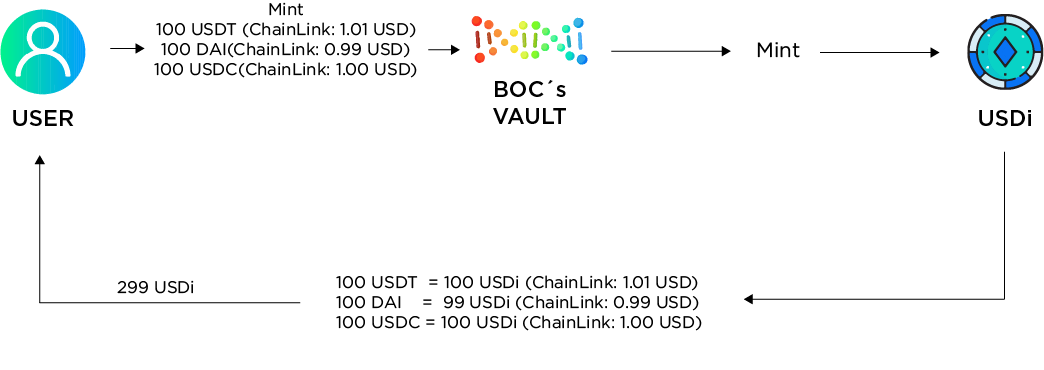 Mint
100 USDT (ChainLink: 1.01 USD)
100 DAI(ChainLink: 0.99 USD)
100 USDC(ChainLink: 1.00 USD)
USER
BOC´s
VAULT
Mint
USDi
299 USDi
100 USDT = 100 USDi (ChainLink: 1.01 USD)
100 DAI = 99 USDi (ChainLink: 0.99 USD)
100 USDC = 100 USDi (ChainLink: 1.00 USD)